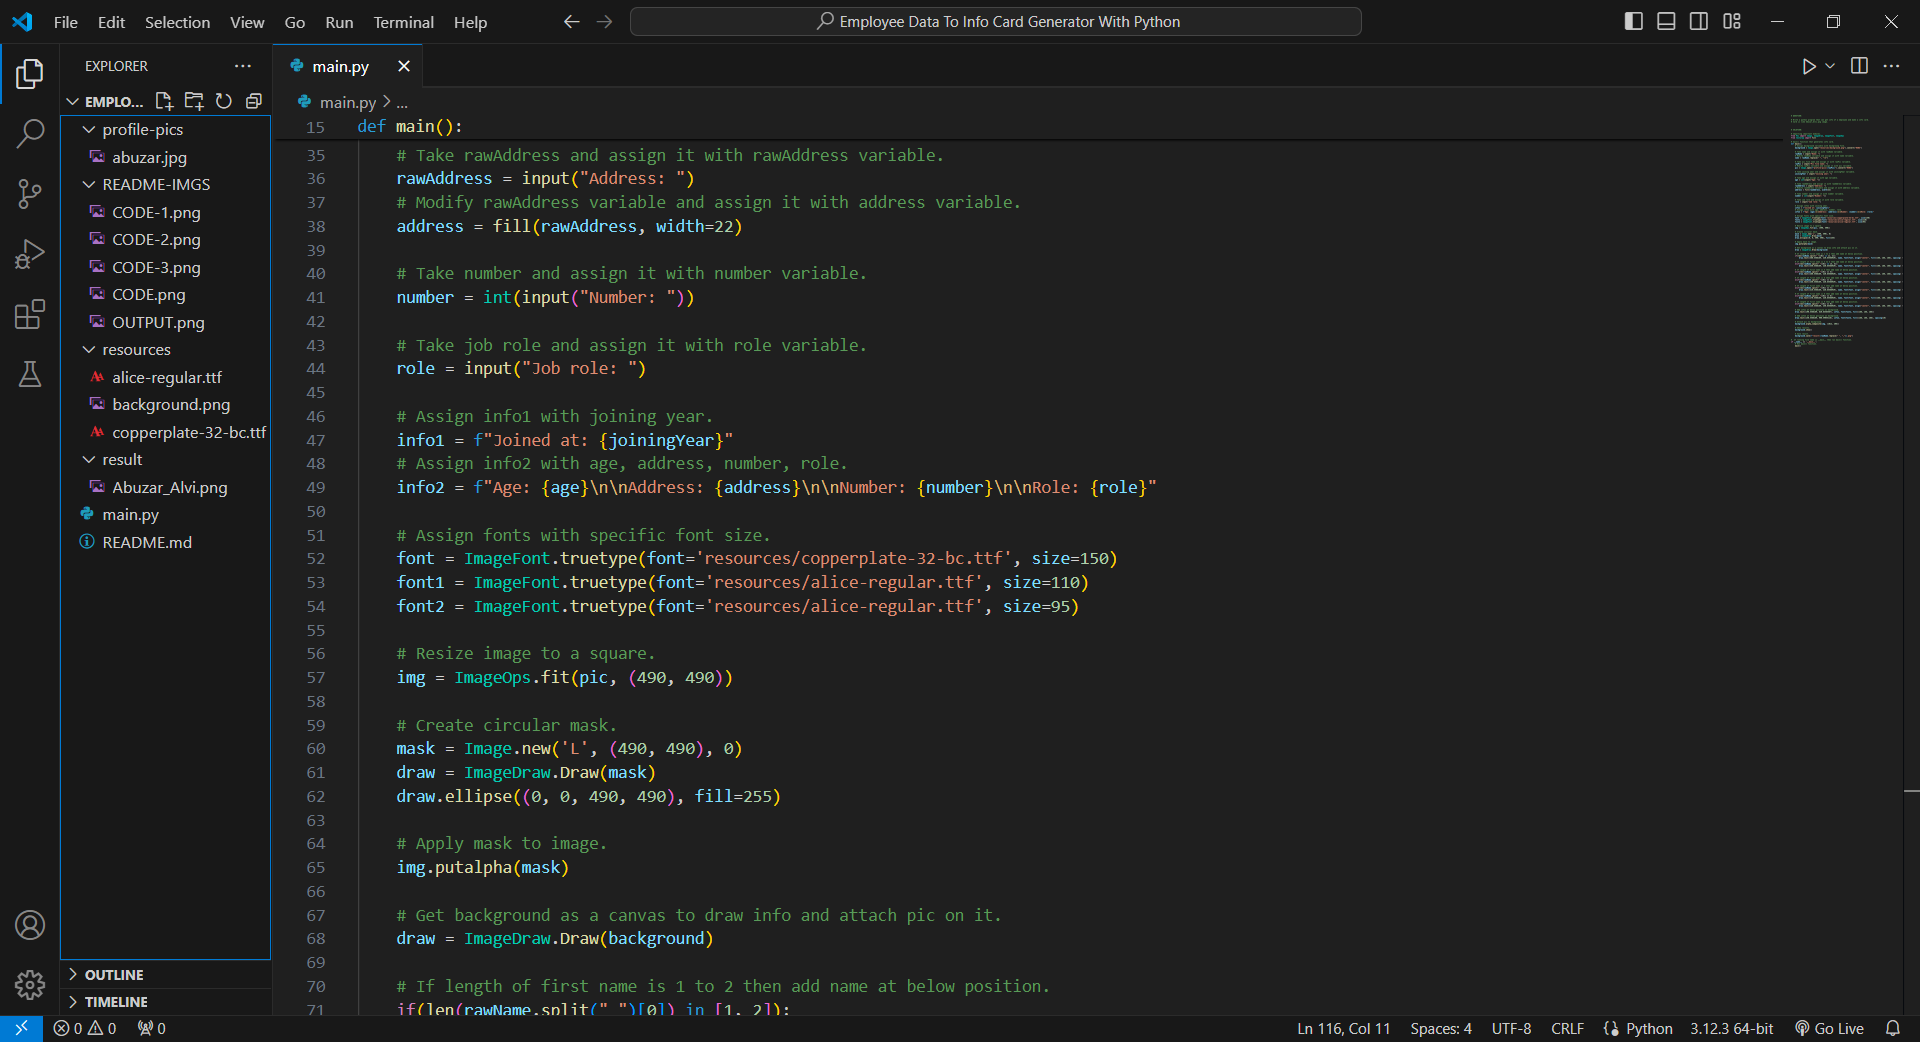 File Edit Selection View Go Run Terminal Help
Employee Data To Info Card Generator With Python
EXPLORER
EMPLO...
profile-pics
abuzar.jpg
README-IMGS
CODE-1.png
CODE-2.png
CODE-3.png
CODE.png
OUTPUT.png
resources
alice-regular.ttf
background.png
copperplate-32-bc.ttf
result
Abuzar_Alvi.png
main.py
README.md
OUTLINE
TIMELINE
main.py
main.py > ...
15 def main():
35 # Take rawAddress and assign it with rawAddress variable.
36 rawAddress = input("Address: ")
37 # Modify rawAddress variable and assign it with address variable.
38 address = fill(rawAddress, width=22)
39
40 # Take number and assign it with number variable.
41 number = int(input("Number: "))
42
43 # Take job role and assign it with role variable.
44 role = input("Job role: ")
45
46 # Assign info1 with joining year.
47 info1 = f"Joined at: {joiningYear}"
48 # Assign info2 with age, address, number, role.
49 info2 = f"Age: {age}\n\nAddress: {address}\n\nNumber: {number}\n\nRole: {role}"
50
51 # Assign fonts with specific font size.
52 font = ImageFont.truetype(font='resources/copperplate-32-bc.ttf', size=150)
53 font1 = ImageFont.truetype(font='resources/alice-regular.ttf', size=110)
54 font2 = ImageFont.truetype(font='resources/alice-regular.ttf', size=95)
55
56 # Resize image to a square.
57 img = ImageOps.fit(pic, (490, 490))
58
59 # Create circular mask.
60 mask = Image.new('L', (490, 490), 0)
61 draw = ImageDraw.Draw(mask)
62 draw.ellipse((0, 0, 490, 490), fill=255)
63
64 # Apply mask to image.
65 img.putalpha(mask)
66
67 # Get background as a canvas to draw info and attach pic on it.
68 draw = ImageDraw.Draw(background)
69
70 # If length of first name is 1 to 2 then add name at below position.
71 if(len(rawName.split(" ")[0]) in [1, 2]):
0 0 0
Ln 116, Col 11 Spaces: 4 UTF-8 CRLF Python 3.12.3 64-bit Go Live